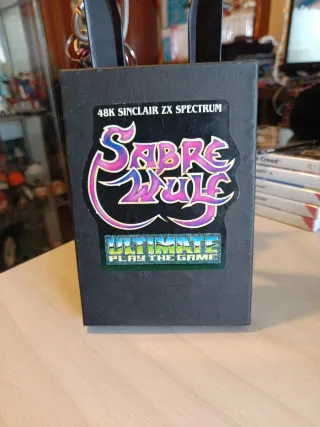 48K SINCLAIR ZX SPECTRUM
SABRE
WULF
ULTIMATE
PLAY THE GAME